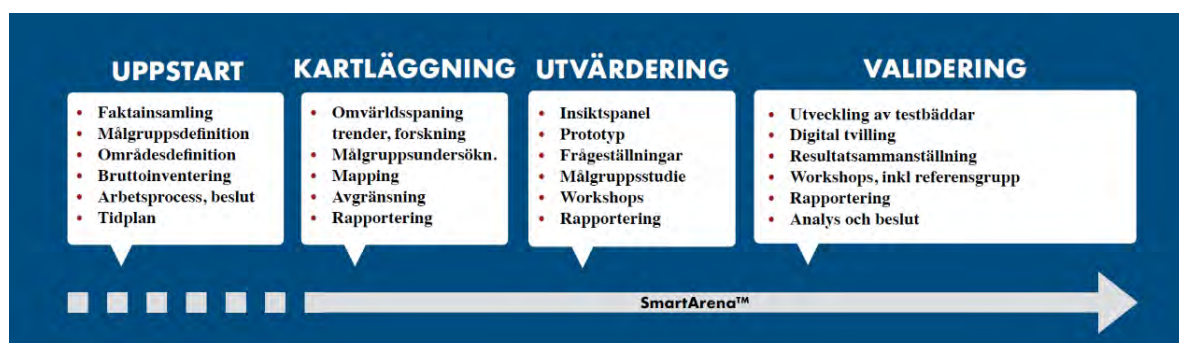 UPPSTART
• Faktainsamling
• Målgruppsdefinition
• Områdesdefinition
• Bruttoinventering
• Arbetsprocess, beslut
• Tidplan
KARTLÄGGNING
• Omvärldsspaning
trender, forskning
• Målgruppsundersökn.
• Mapping
• Avgränsning
• Rapportering
UTVÄRDERING
• Insiktspanel
• Prototyp
• Frågeställningar
• Målgruppsstudie
• Workshops
• Rapportering
VALIDERING
• Utveckling av testbäddar
• Digital tvilling
• Resultatsammanställning
• Workshops, inkl referensgrupp
• Rapportering
• Analys och beslut
SmartArena™